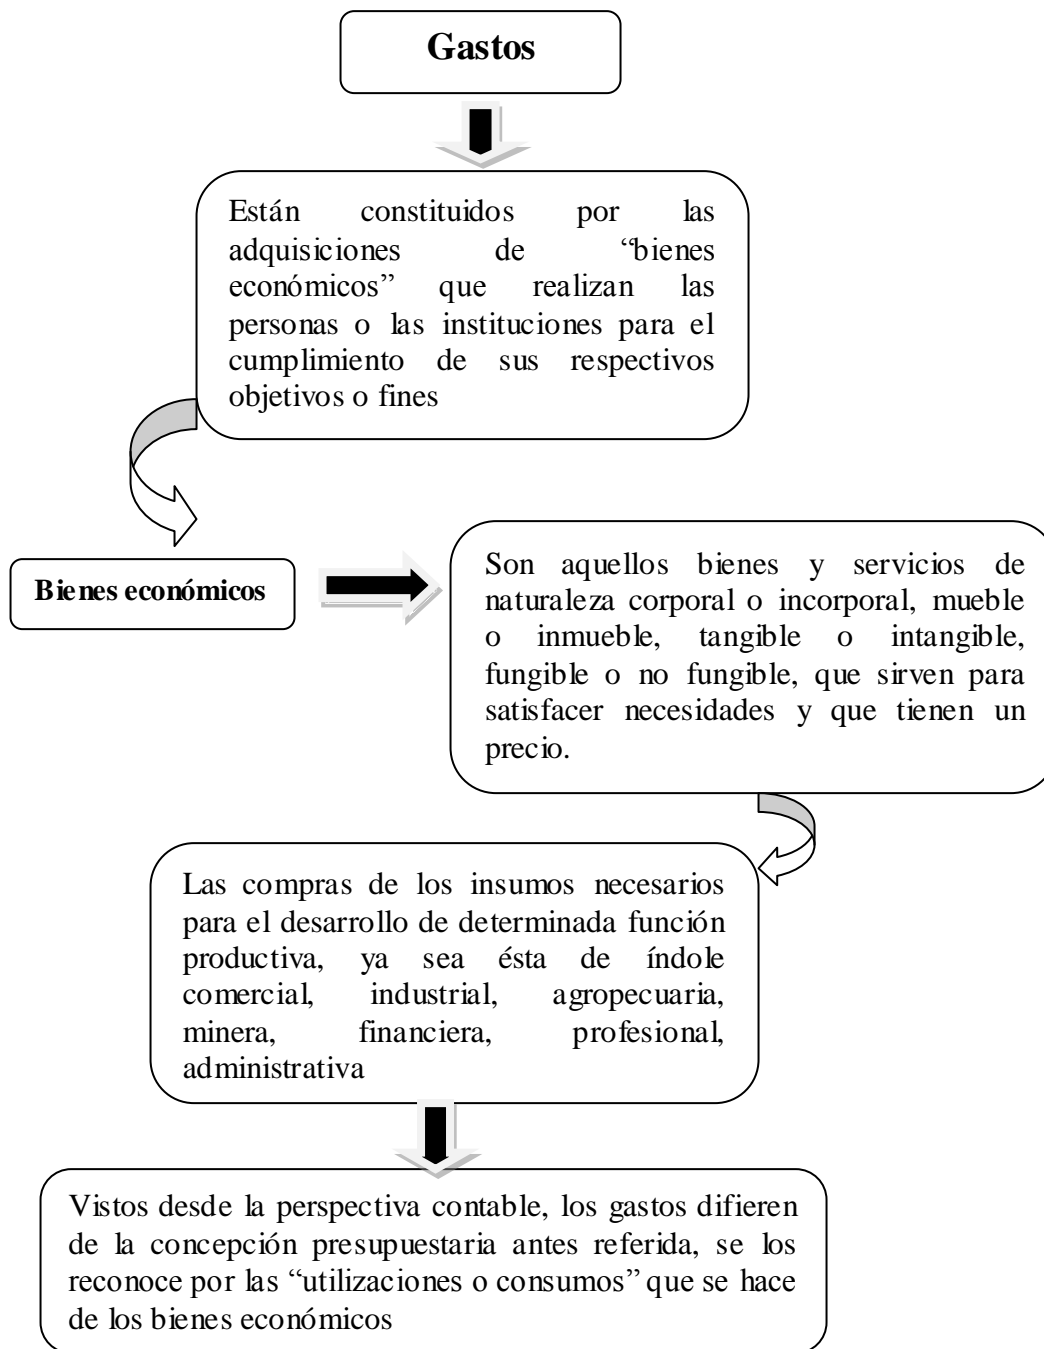 Gastos
Están constituidos por las
adquisiciones de “bienes
económicos” que realizan las
personas o las instituciones para el
cumplimiento de sus respectivos
objetivos o fines
Bienes económicos
Son aquellos bienes y servicios de
naturaleza corporal o incorporal, mueble
o inmueble, tangible o intangible,
fungible o no fungible, que sirven para
satisfacer necesidades y que tienen un
precio.
Las compras de los insumos necesarios
para el desarrollo de determinada función
productiva, ya sea ésta de índole
comercial, industrial, agropecuaria,
minera, financiera, profesional,
administrativa
Vistos desde la perspectiva contable, los gastos difieren
de la concepción presupuestaria antes referida, se los
reconoce por las “utilizaciones o consumos” que se hace
de los bienes económicos